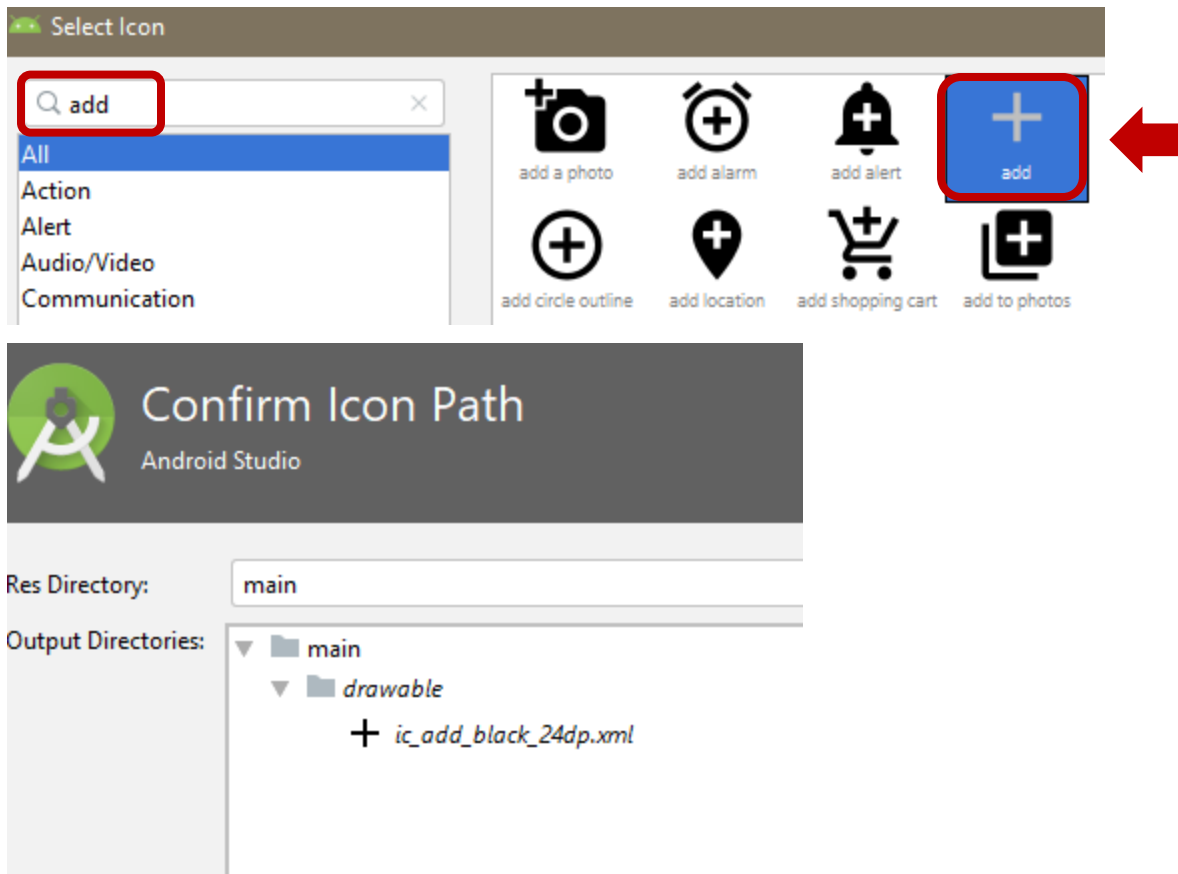 Select Icon
add
All
Action
Alert
Audio/Video
Communication
add a photo
add alarm
add alert
add
add circle outline
add location
add shopping cart
add to photos
Confirm Icon Path
Android Studio
Res Directory:
main
Output Directories:
main
drawable
ic_add_black_24dp.xml